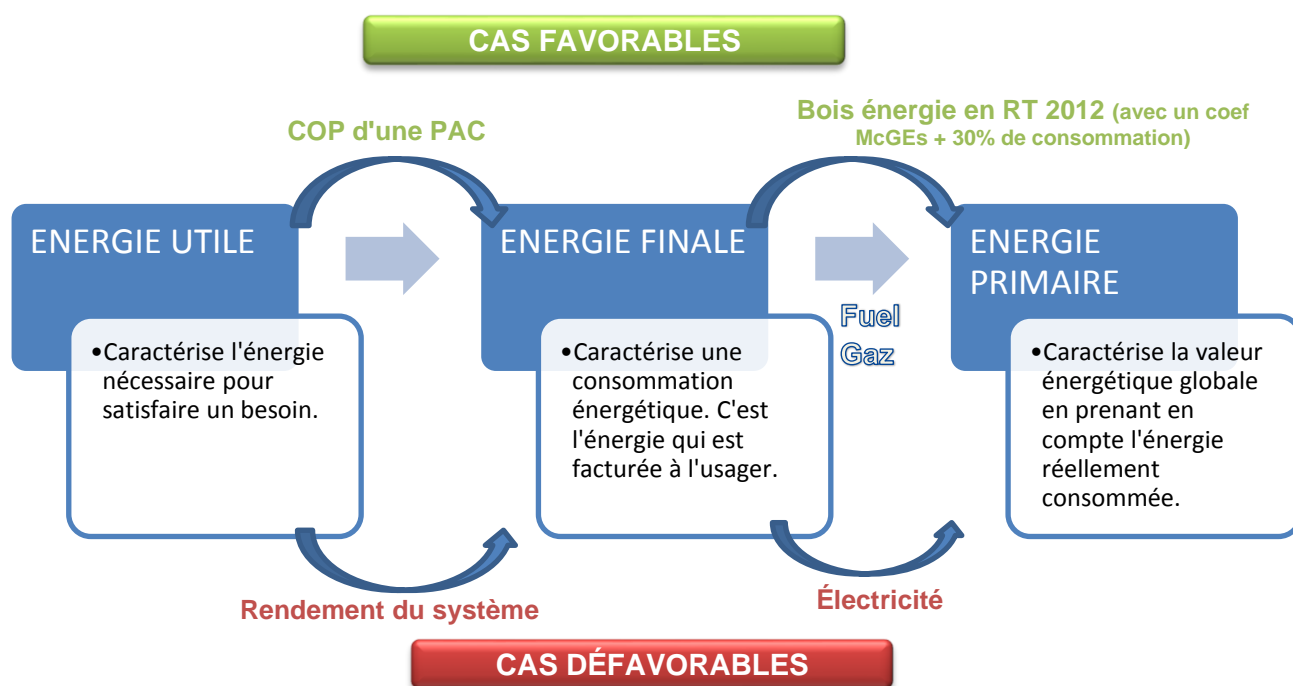 CAS FAVORABLES
COP d'une PAC
Bois énergie en RT 2012 (avec un coef
McGEs + 30% de consommation)
ENERGIE UTILE
•Caractérise l'énergie
nécessaire pour
satisfaire un besoin.
ENERGIE FINALE
•Caractérise une
consommation
énergétique. C'est
l'énergie qui est
facturée à l'usager.
Fuel
Gaz
ENERGIE
PRIMAIRE
•Caractérise la valeur
énergétique globale
en prenant en
compte l'énergie
réellement
consommée.
Rendement du système
Électricité
CAS DÉFAVORABLES